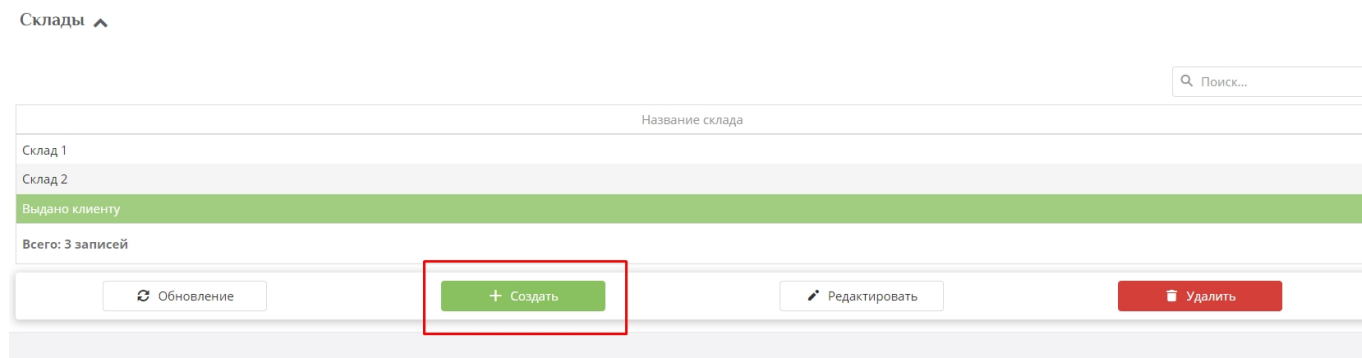 Склады
Поиск...
Название склада
Склад 1
Склад 2
Выдано клиенту
Всего: 3 записей
Обновление
Создать
Редактировать
Удалить